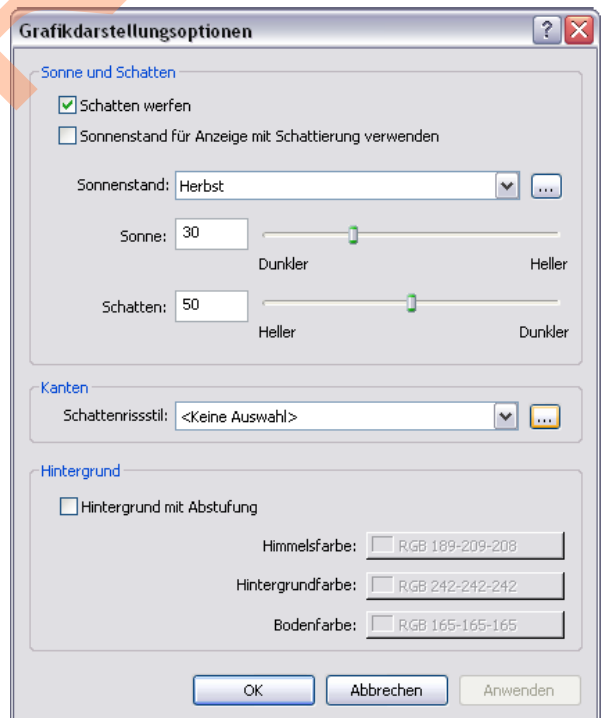 Grafikdarstellungsoptionen
Sonne und Schatten
Schatten werfen
Sonnenstand für Anzeige mit Schattierung verwenden
Sonnenstand: Herbst ...
Sonne: 30
Dunkler Heller
Schatten: 50
Heller Dunkler
Kanten
Schattenrissstil: <Keine Auswahl> ...
Hintergrund
Hintergrund mit Abstufung
Himmelsfarbe: RGB 189-209-208
Hintergrundfarbe: RGB 242-242-242
Bodenfarbe: RGB 165-165-165
OK Abbrechen Anwenden